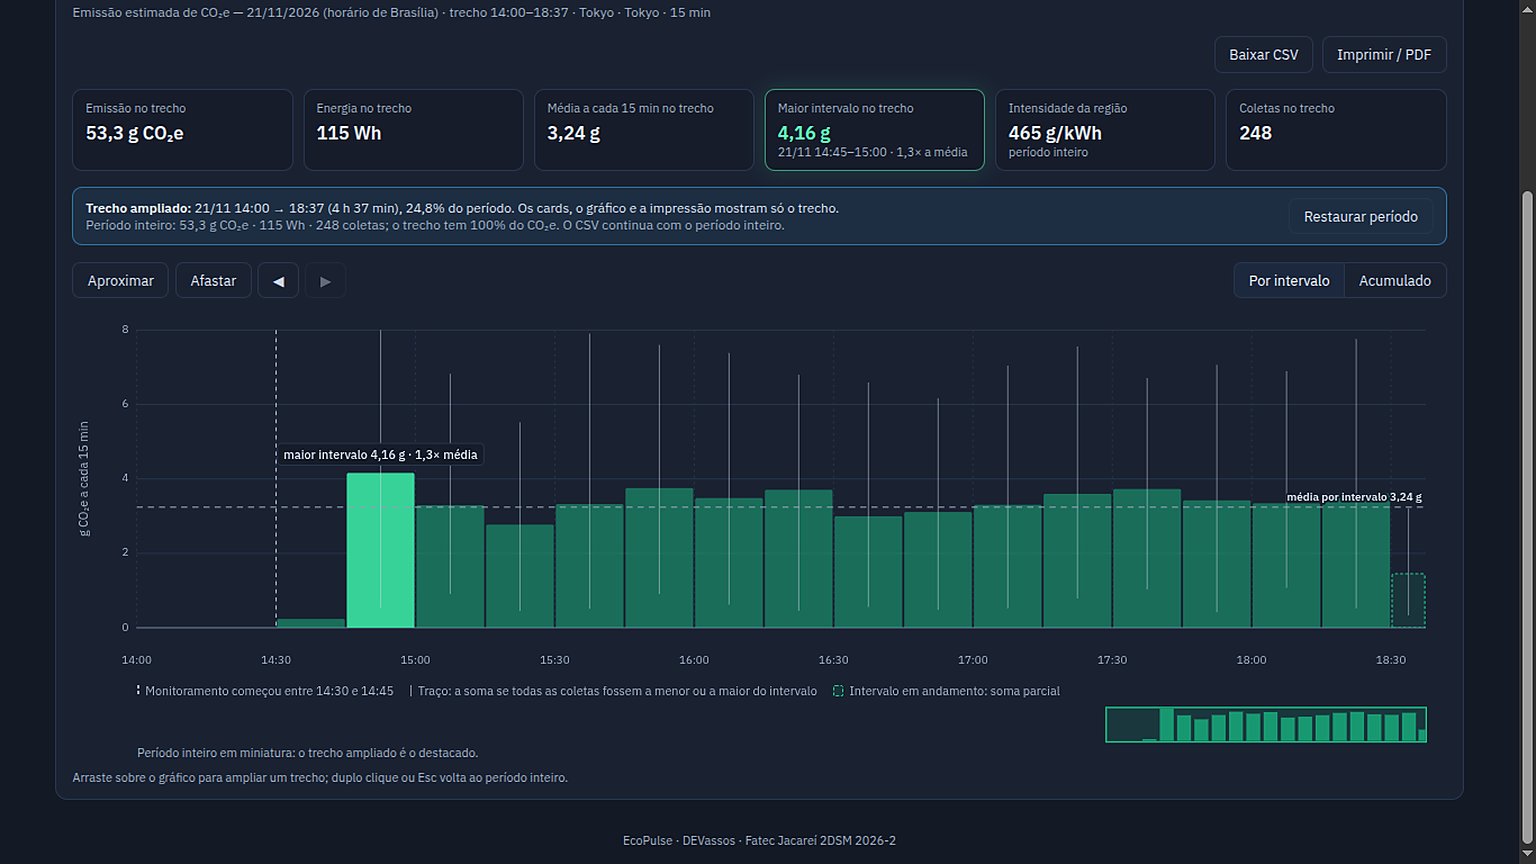 Emissão estimada de CO₂e — 21/11/2026 (horário de Brasília) · trecho 14:00–18:37 · Tokyo · Tokyo · 15 min
Baixar CSV
Imprimir / PDF
Emissão no trecho
53,3 g CO₂e
Energia no trecho
115 Wh
Média a cada 15 min no trecho
3,24 g
Maior intervalo no trecho
4,16 g
21/11 14:45–15:00 · 1,3× a média
Intensidade da região
465 g/kWh
período inteiro
Coletas no trecho
248
Trecho ampliado: 21/11 14:00 → 18:37 (4 h 37 min), 24,8% do período. Os cards, o gráfico e a impressão mostram só o trecho.
Período inteiro: 53,3 g CO₂e · 115 Wh · 248 coletas; o trecho tem 100% do CO₂e. O CSV continua com o período inteiro.
Restaurar período
Aproximar
Afastar
◀
▶
Por intervalo
Acumulado
g CO₂e a cada 15 min
8
6
4
2
0
maior intervalo 4,16 g · 1,3× média
média por intervalo 3,24 g
14:00
14:30
15:00
15:30
16:00
16:30
17:00
17:30
18:00
18:30
Monitoramento começou entre 14:30 e 14:45
Traço: a soma se todas as coletas fossem a menor ou a maior do intervalo
Intervalo em andamento: soma parcial
Período inteiro em miniatura: o trecho ampliado é o destacado.
Arraste sobre o gráfico para ampliar um trecho; duplo clique ou Esc volta ao período inteiro.
EcoPulse · DEVassos · Fatec Jacareí 2DSM 2026-2